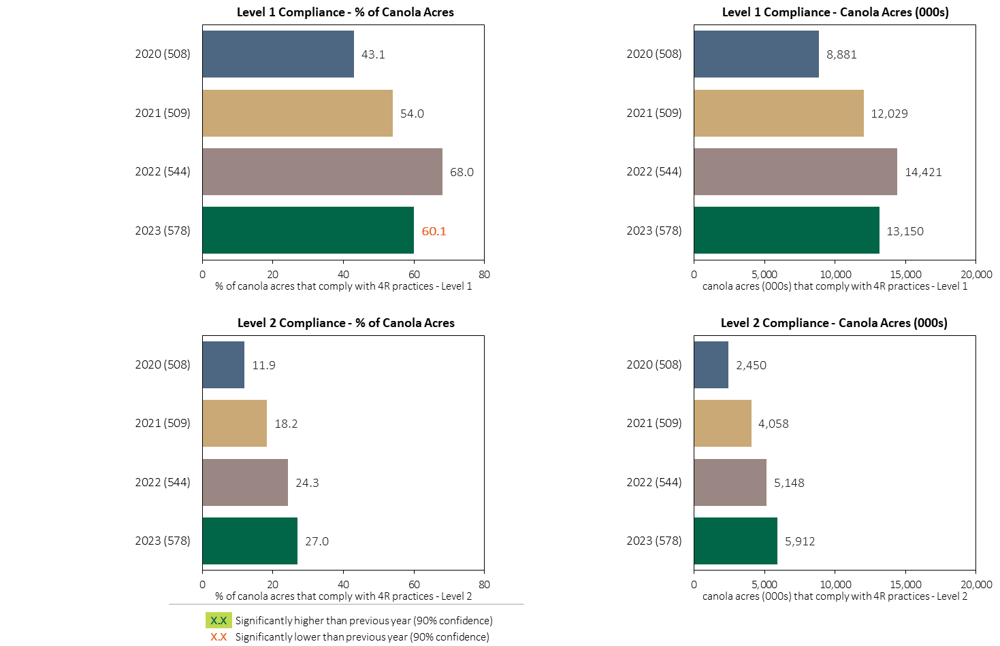 Level 1 Compliance - % of Canola Acres
2020 (508)
43.1
2021 (509)
54.0
2022 (544)
68.0
2023 (578)
60.1
0 20 40 60 80
% of canola acres that comply with 4R practices - Level 1
Level 1 Compliance - Canola Acres (000s)
2020 (508)
8,881
2021 (509)
12,029
2022 (544)
14,421
2023 (578)
13,150
0 5,000 10,000 15,000 20,000
canola acres (000s) that comply with 4R practices - Level 1
Level 2 Compliance - % of Canola Acres
2020 (508)
11.9
2021 (509)
18.2
2022 (544)
24.3
2023 (578)
27.0
0 20 40 60 80
% of canola acres that comply with 4R practices - Level 2
Level 2 Compliance - Canola Acres (000s)
2020 (508)
2,450
2021 (509)
4,058
2022 (544)
5,148
2023 (578)
5,912
0 5,000 10,000 15,000 20,000
canola acres (000s) that comply with 4R practices - Level 2
X.X Significantly higher than previous year (90% confidence)
X.X Significantly lower than previous year (90% confidence)